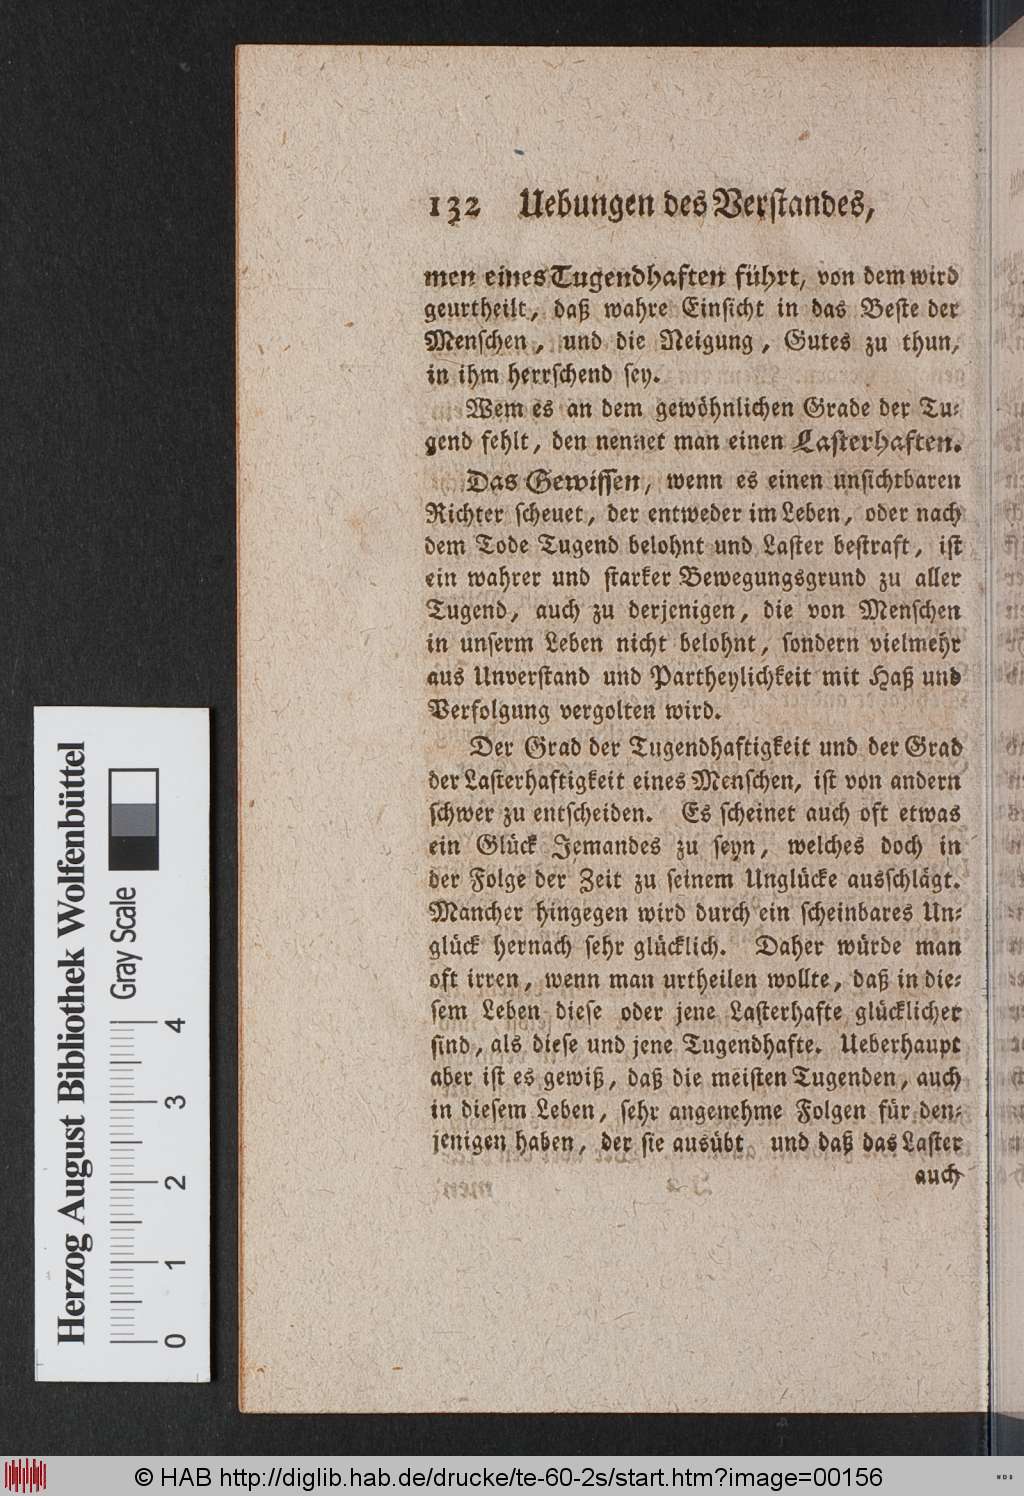 132 Uebungen des Verstandes,
men eines Tugendhaften führt, von dem wird
geurtheilt, daß wahre Einsicht in das Beste der
Menschen, und die Neigung, Gutes zu thun,
in ihm herrschend sey.
Wem es an dem gewöhnlichen Grade der Tu-
gend fehlt, den nennet man einen Lasterhaften.
Das Gewissen, wenn es einen unsichtbaren
Richter scheuet, der entweder im Leben, oder nach
dem Tode Tugend belohnt und Laster bestraft, ist
ein wahrer und starker Bewegungsgrund zu aller
Tugend, auch zu derjenigen, die von Menschen
in unserm Leben nicht belohnt, sondern vielmehr
aus Unverstand und Partheylichkeit mit Haß und
Verfolgung vergolten wird.
Der Grad der Tugendhaftigkeit und der Grad
der Lasterhaftigkeit eines Menschen, ist von andern
schwer zu entscheiden. Es scheinet auch oft etwas
ein Glück Jemandes zu seyn, welches doch in
der Folge der Zeit zu seinem Unglücke ausschlägt.
Mancher hingegen wird durch ein scheinbares Un-
glück hernach sehr glücklich. Daher würde man
oft irren, wenn man urtheilen wollte, daß in die-
sem Leben diese oder jene Lasterhafte glücklicher
sind, als diese und jene Tugendhafte. Ueberhaupt
aber ist es gewiß, daß die meisten Tugenden, auch
in diesem Leben, sehr angenehme Folgen für den-
jenigen haben, der sie ausübt und daß das Laster
auch
Herzog August Bibliothek Wolfenbüttel
Gray Scale
0 1 2 3 4
© HAB http://diglib.hab.de/drucke/te-60-2s/start.htm?image=00156